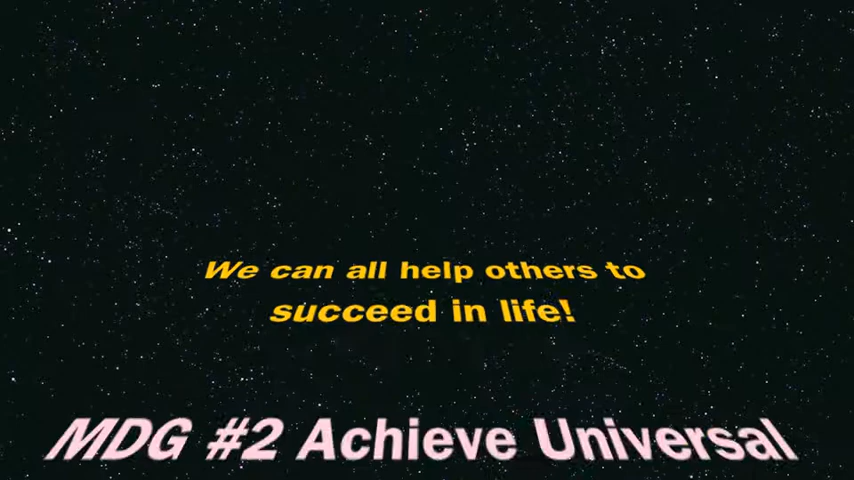 We can all help others to
succeed in life!
MDG #2 Achieve Universal